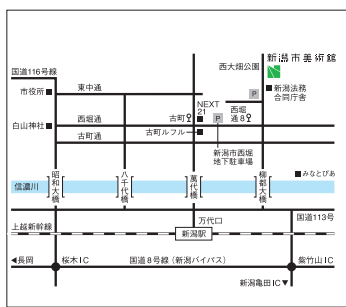 西大畑公園
新潟市美術館
国道116号線
東中通
市役所
新潟法務
合同庁舎
P
NEXT
21
古町
P
西堀
通8
白山神社
西堀通
古町ルフル
古町通
新潟市西堀
地下駐車場
みなとぴあ
信濃川
昭和大橋
八千代橋
萬代橋
柳都大橋
万代口
国道113号
上越新幹線
新潟駅
◀長岡
桜木IC
国道8号線(新潟バイパス)
紫竹山IC
新潟亀田IC▼